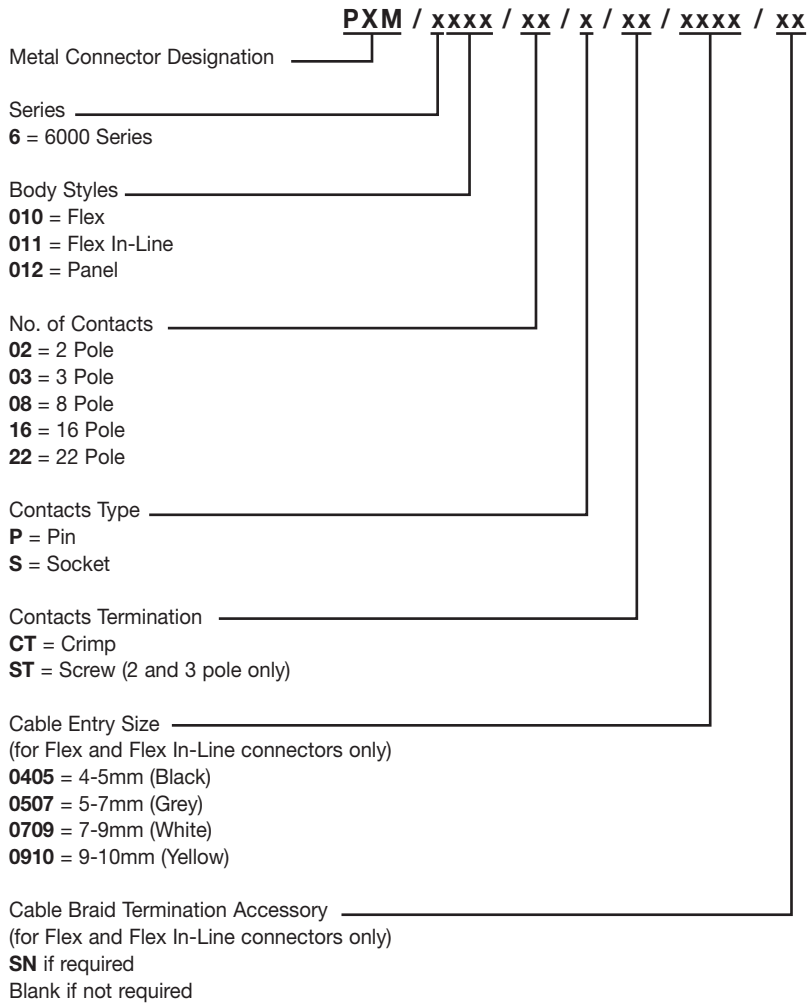 PXM / xxxx / xx / x / xx / xxxx / xx
Metal Connector Designation
Series
6 = 6000 Series
Body Styles
010 = Flex
011 = Flex In-Line
012 = Panel
No. of Contacts
02 = 2 Pole
03 = 3 Pole
08 = 8 Pole
16 = 16 Pole
22 = 22 Pole
Contacts Type
P = Pin
S = Socket
Contacts Termination
CT = Crimp
ST = Screw (2 and 3 pole only)
Cable Entry Size
(for Flex and Flex In-Line connectors only)
0405 = 4-5mm (Black)
0507 = 5-7mm (Grey)
0709 = 7-9mm (White)
0910 = 9-10mm (Yellow)
Cable Braid Termination Accessory
(for Flex and Flex In-Line connectors only)
SN if required
Blank if not required